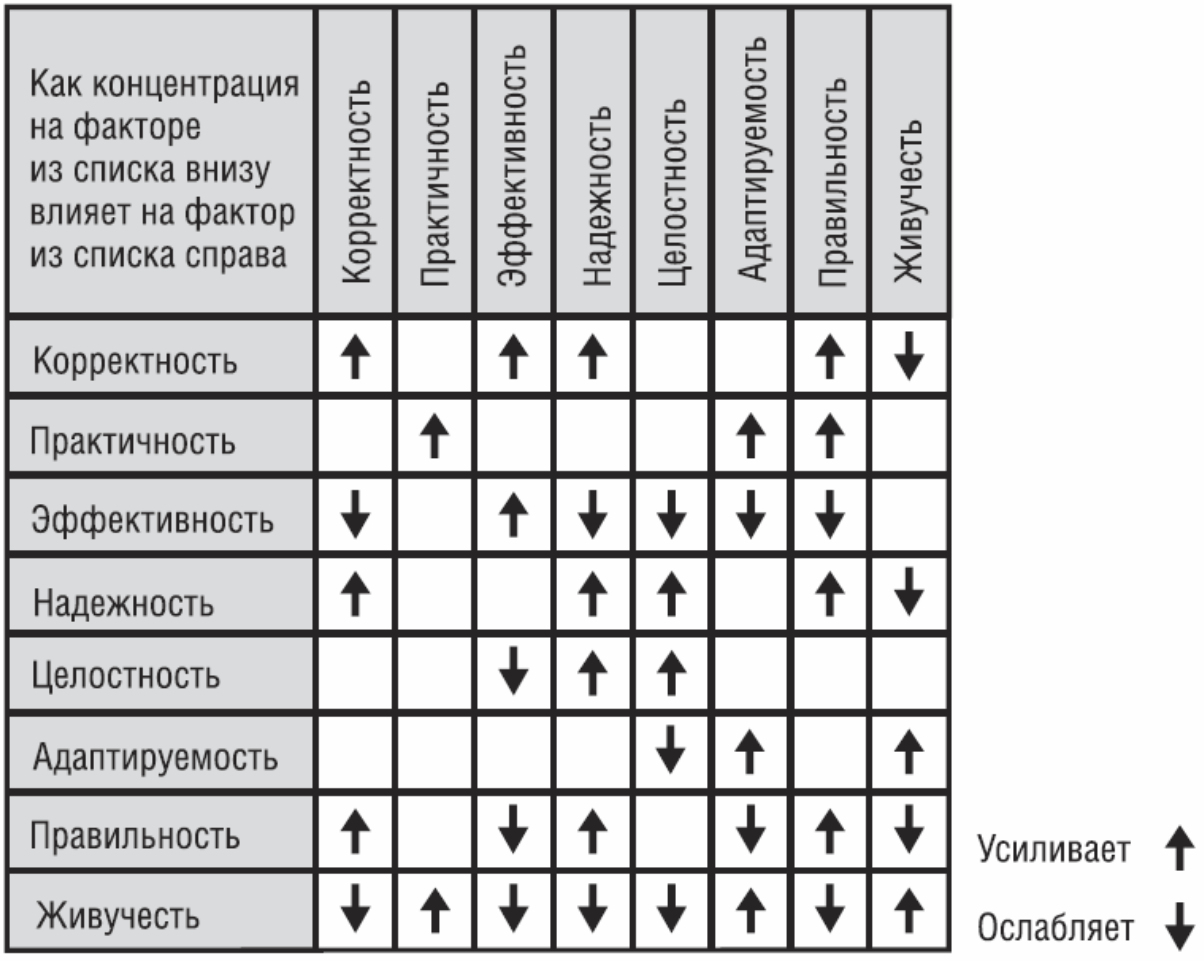 Как концентрация
на факторе
из списка внизу
влияет на фактор
из списка справа
Корректность
Практичность
Эффективность
Надежность
Целостность
Адаптируемость
Правильность
Живучесть
Корректность
Практичность
Эффективность
Надежность
Целостность
Адаптируемость
Правильность
Живучесть
Усиливает
Ослабляет